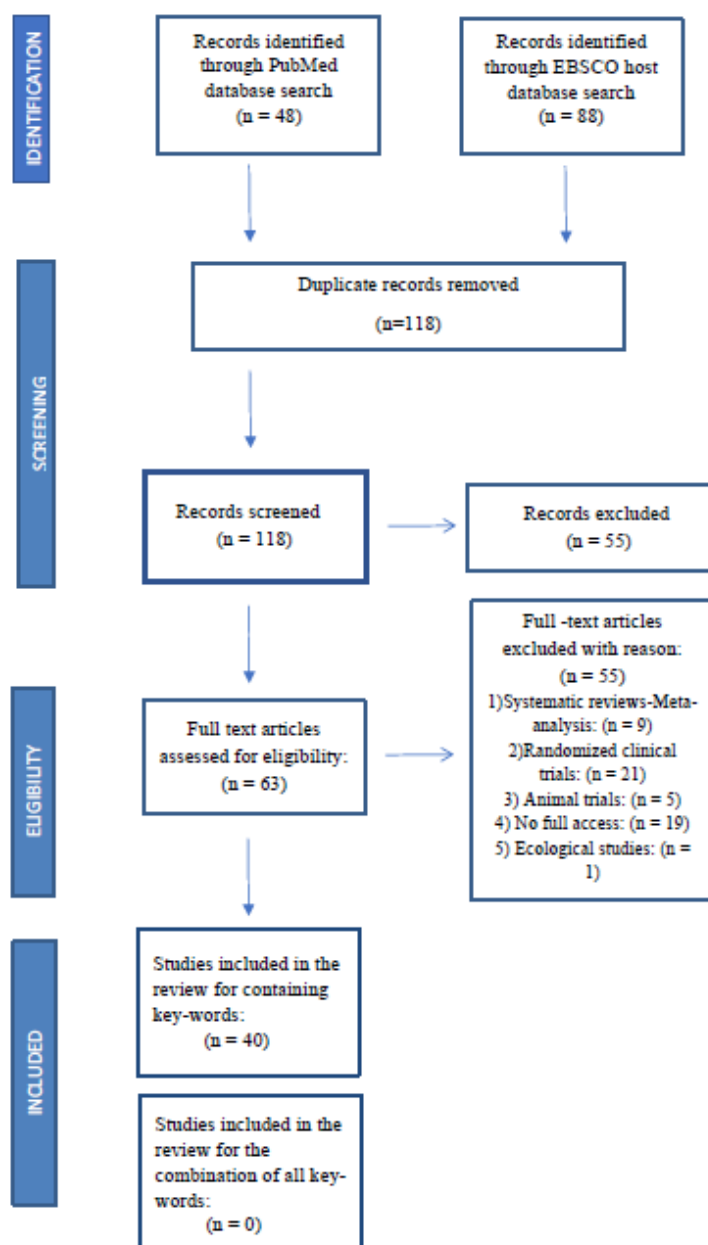 IDENTIFICATION
Records identified
through PubMed
database search
(n = 48)
Records identified
through EBSCO host
database search
(n = 88)
SCREENING
Duplicate records removed
(n=118)
Records screened
(n = 118)
Records excluded
(n = 55)
ELIGIBILITY
Full text articles
assessed for eligibility:
(n = 63)
Full -text articles
excluded with reason:
(n = 55)
1)Systematic reviews-Meta-
analysis: (n = 9)
2)Randomized clinical
trials: (n = 21)
3) Animal trials: (n = 5)
4) No full access: (n = 19)
5) Ecological studies: (n =
1)
INCLUDED
Studies included in the
review for containing
key-words:
(n = 40)
Studies included in the
review for the
combination of all key-
words:
(n = 0)